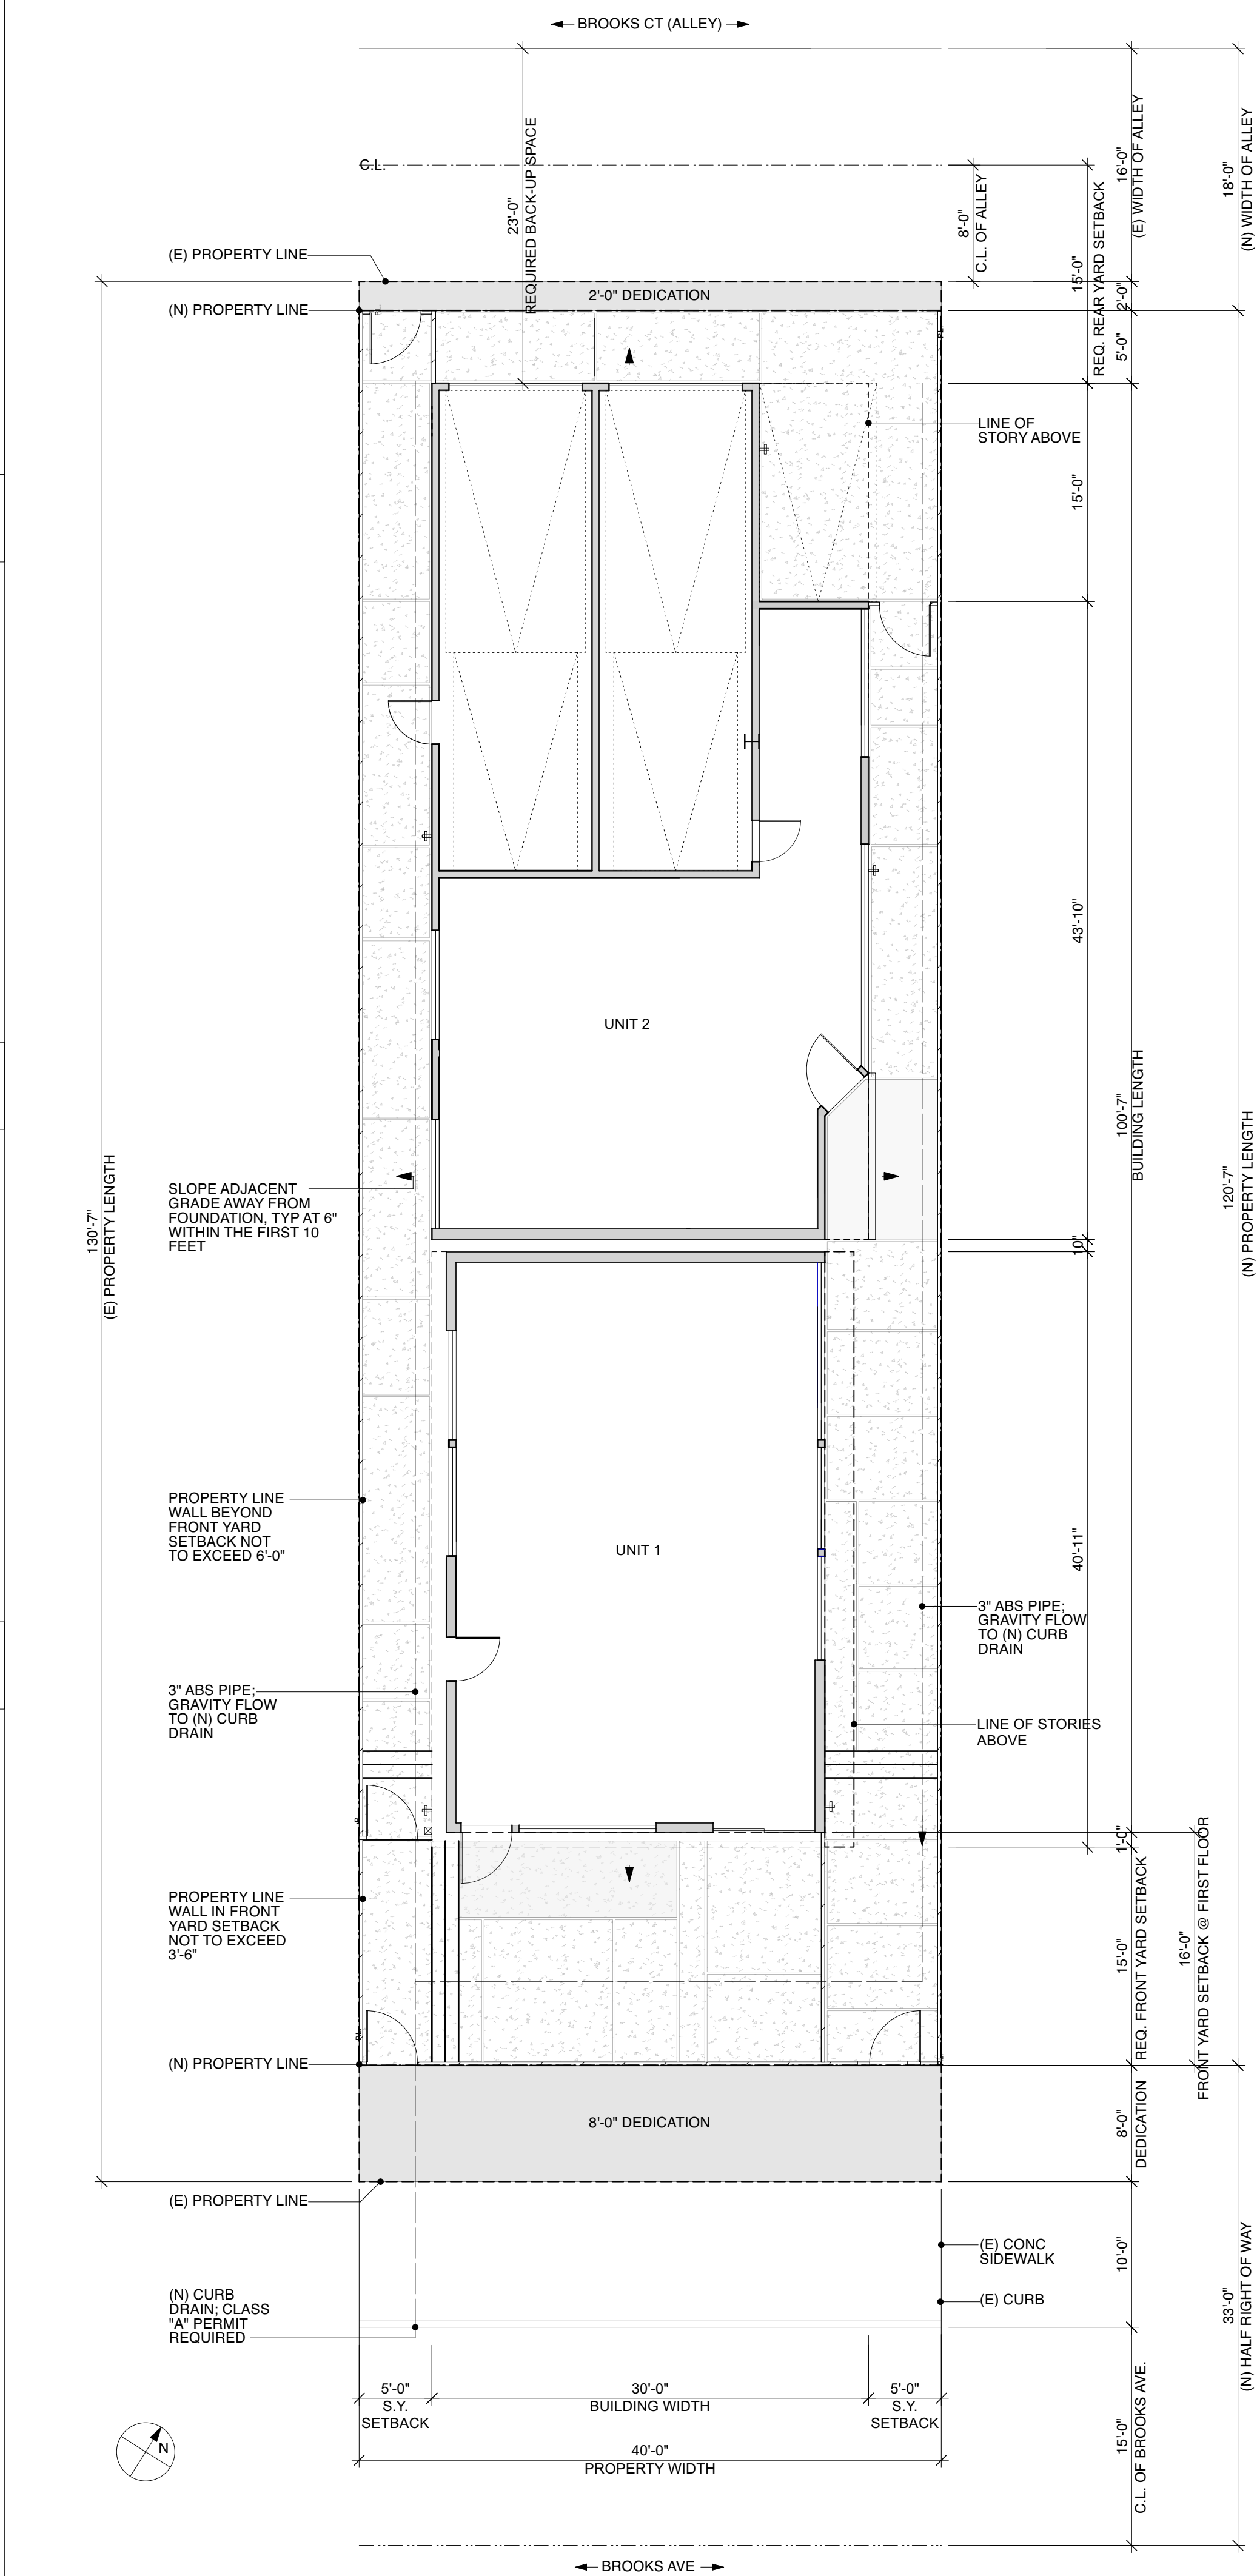 BROOKS CT (ALLEY)
C.L.
23'-0"
REQUIRED BACK-UP SPACE
8'-0"
C.L. OF ALLEY
15'-0"
REQ. REAR YARD SETBACK
16'-0"
(E) WIDTH OF ALLEY
18'-0"
(N) WIDTH OF ALLEY
(E) PROPERTY LINE
2'-0" DEDICATION
2'-0"
(N) PROPERTY LINE
5'-0"
LINE OF
STORY ABOVE
15'-0"
43'-10"
UNIT 2
100'-7"
BUILDING LENGTH
120'-7"
(N) PROPERTY LENGTH
130'-7"
(E) PROPERTY LENGTH
SLOPE ADJACENT
GRADE AWAY FROM
FOUNDATION, TYP AT 6"
WITHIN THE FIRST 10
FEET
10"
PROPERTY LINE
WALL BEYOND
FRONT YARD
SETBACK NOT
TO EXCEED 6'-0"
UNIT 1
40'-11"
3" ABS PIPE;
GRAVITY FLOW
TO (N) CURB
DRAIN
3" ABS PIPE;
GRAVITY FLOW
TO (N) CURB
DRAIN
LINE OF STORIES
ABOVE
1'-0"
PROPERTY LINE
WALL IN FRONT
YARD SETBACK
NOT TO EXCEED
3'-6"
15'-0"
REQ. FRONT YARD SETBACK
16'-0"
FRONT YARD SETBACK @ FIRST FLOOR
(N) PROPERTY LINE
8'-0" DEDICATION
8'-0"
DEDICATION
(E) PROPERTY LINE
(E) CONC
SIDEWALK
10'-0"
(E) CURB
33'-0"
(N) HALF RIGHT OF WAY
(N) CURB
DRAIN; CLASS
"A" PERMIT
REQUIRED
5'-0"
S.Y.
SETBACK
30'-0"
BUILDING WIDTH
5'-0"
S.Y.
SETBACK
15'-0"
C.L. OF BROOKS AVE.
N
40'-0"
PROPERTY WIDTH
BROOKS AVE